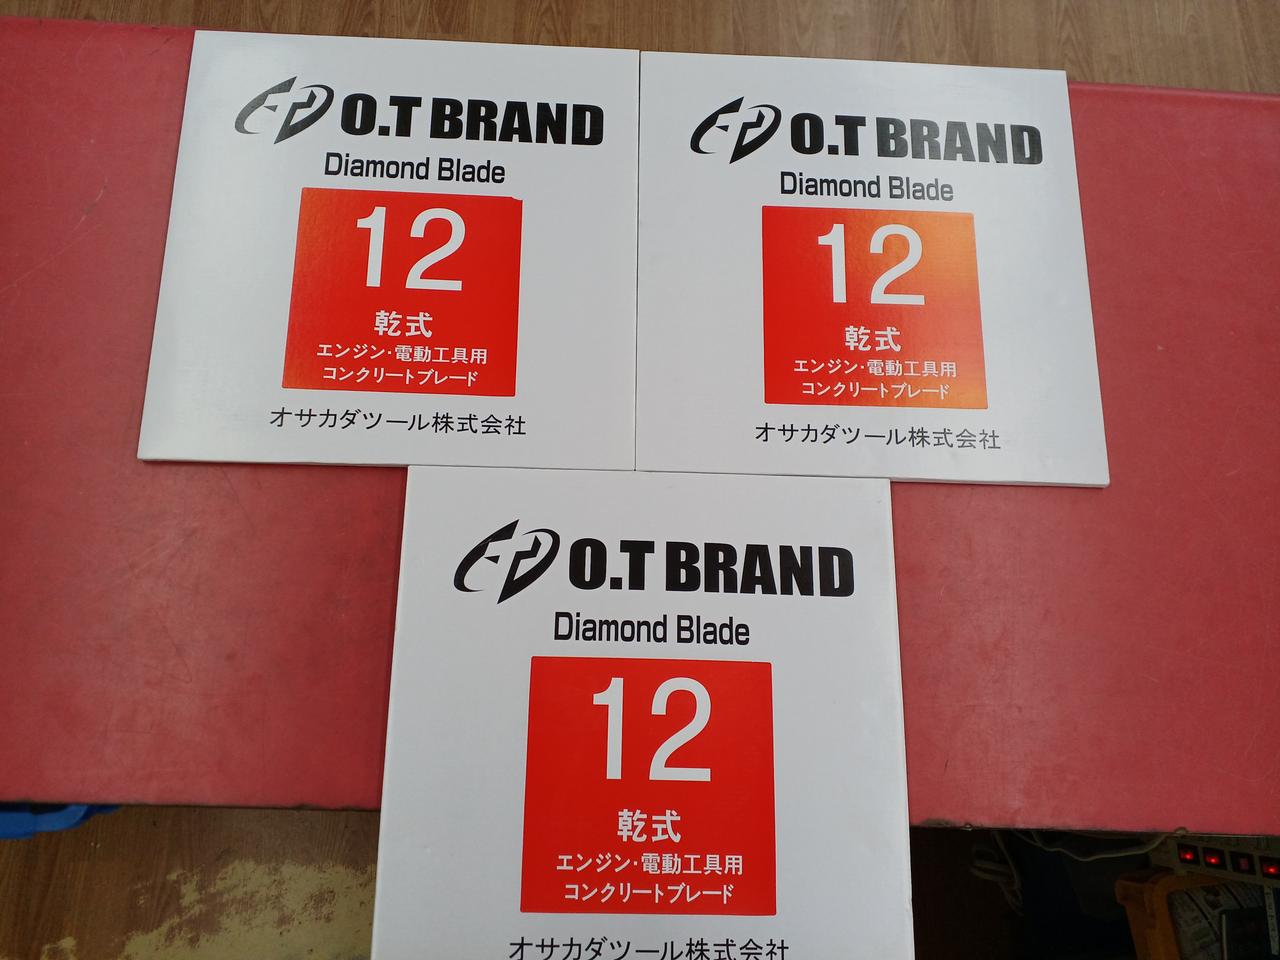 O.T BRAND
Diamond Blade
12
乾式
エンジン·電動工具用
コンクリートブレード
オサカダツール株式会社
O.T BRAND
Diamond Blade
12
乾式
エンジン·電動工具用
コンクリートブレード
オサカダツール株式会社
O.T BRAND
Diamond Blade
12
乾式
エンジン·電動工具用
コンクリートブレード
オサカダツール株式会社